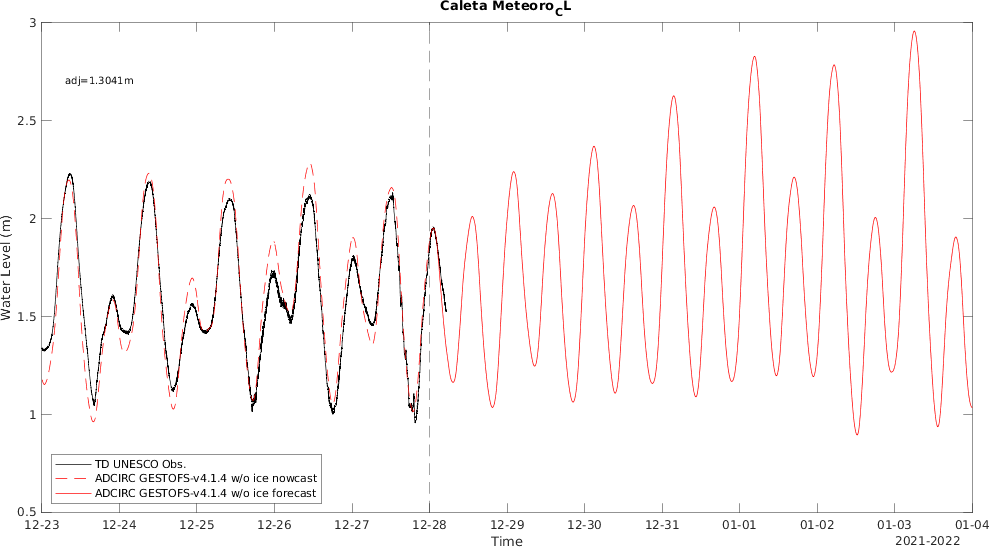 Caleta Meteoro_CL
adj=1.3041m
3
2.5
2
1.5
1
0.5
Water Level (m)
TD UNESCO Obs.
ADCIRC GESTOFS-v4.1.4 w/o ice nowcast
ADCIRC GESTOFS-v4.1.4 w/o ice forecast
12-23 12-24 12-25 12-26 12-27 12-28 12-29 12-30 12-31 01-01 01-02 01-03 01-04
Time
2021-2022